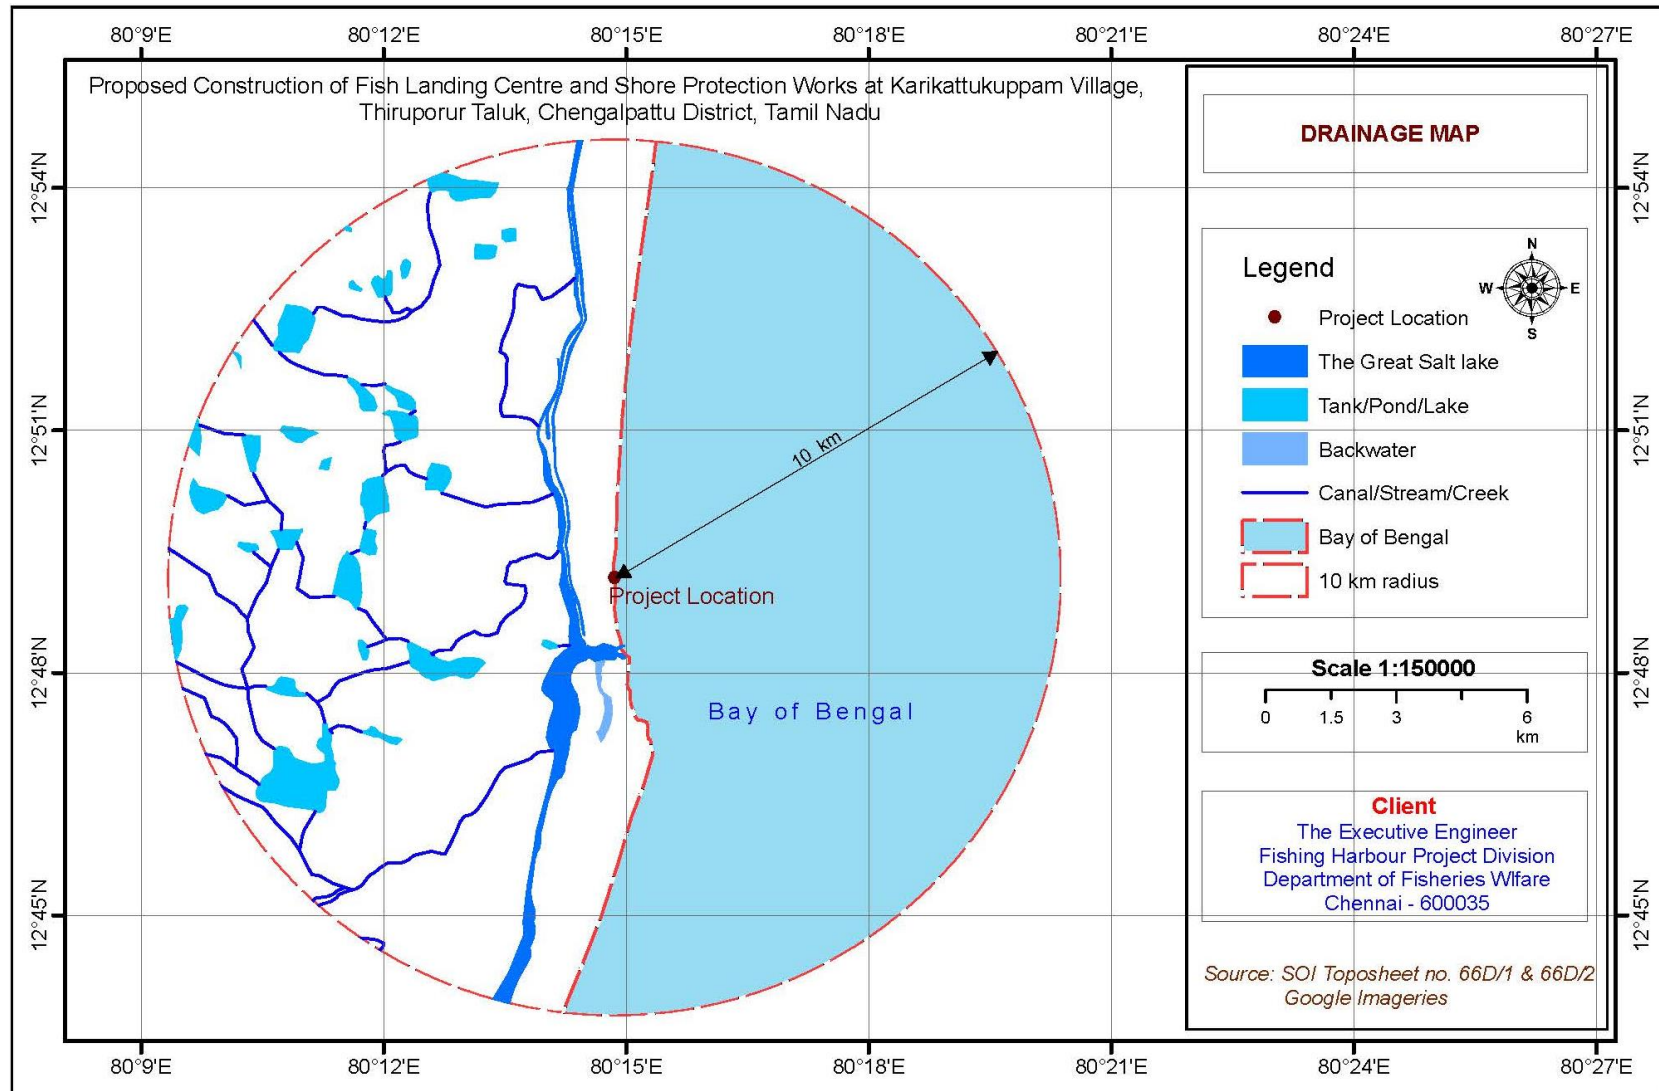 80°9'E 80°12'E 80°15'E 80°18'E 80°21'E 80°24'E 80°27'E
Proposed Construction of Fish Landing Centre and Shore Protection Works at Karikattukuppam Village,
Thiruporur Taluk, Chengalpattu District, Tamil Nadu
12°54'N
12°51'N
12°48'N
12°45'N
10 km
Project Location
Bay of Bengal
DRAINAGE MAP
Legend
N
W E
S
Project Location
The Great Salt lake
Tank/Pond/Lake
Backwater
Canal/Stream/Creek
Bay of Bengal
10 km radius
Scale 1:150000
0 1.5 3 6
km
Client
The Executive Engineer
Fishing Harbour Project Division
Department of Fisheries Wlfare
Chennai - 600035
Source: SOI Toposheet no. 66D/1 & 66D/2
Google Imageries
12°54'N
12°51'N
12°48'N
12°45'N
80°9'E 80°12'E 80°15'E 80°18'E 80°21'E 80°24'E 80°27'E